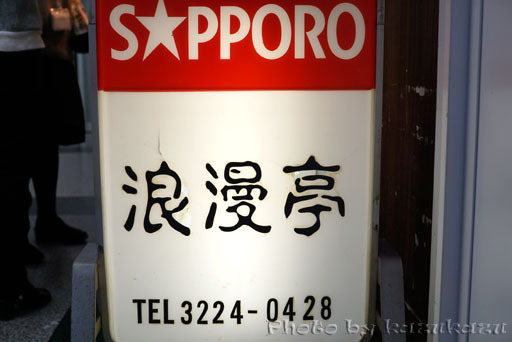 S★PPORO
浪漫亭
TEL 3224-0428
Photo by kazukazu